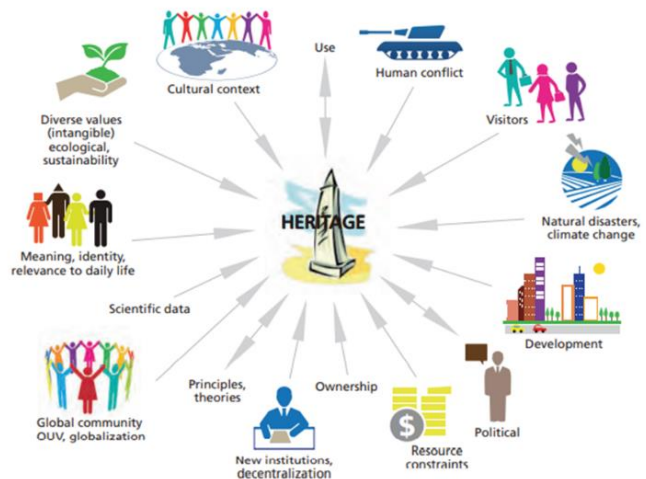 Use
Human conflict
Cultural context
Visitors
Diverse values
(intangible)
ecological,
sustainability
HERITAGE
Natural disasters,
climate change
Meaning, identity,
relevance to daily life
Scientific data
Development
Principles,
theories
Ownership
Global community
OUV, globalization
$
Political
Resource
constraints
New institutions,
decentralization